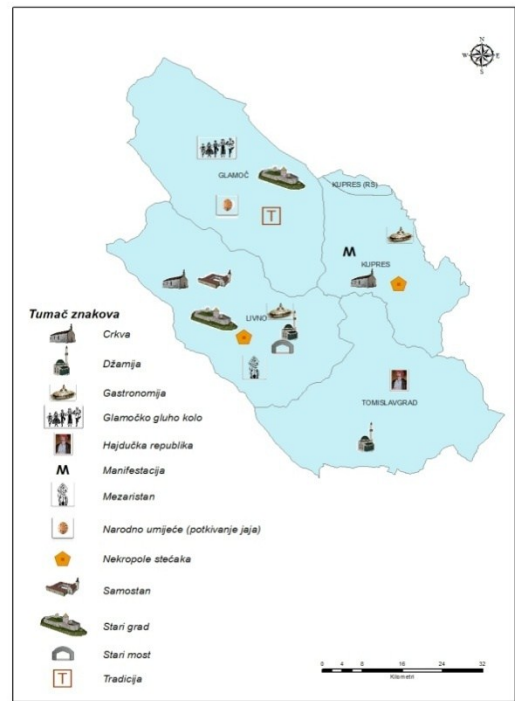 N
W E
S
GLAMOČ
KUPRES (RS)
T
M
KUPRES
LIVNO
TOMISLAVGRAD
Tumač znakova
Crkva
Džamija
Gastronomija
Glamočko gluho kolo
Hajdučka republika
M Manifestacija
Mezaristan
Narodno umijeće (potkivanje jaja)
Nekropole stećaka
Samostan
Stari grad
Stari most
T Tradicija
0 4 8 16 24 32
Kilometri